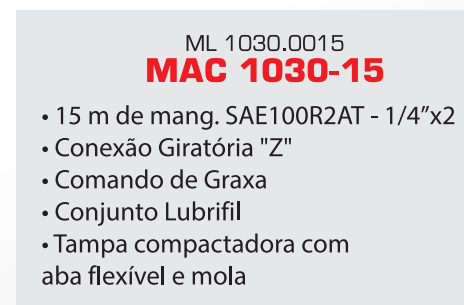 ML 1030.0015
MAC 1030-15
• 15 m de mang. SAE100R2AT - 1/4”x2
• Conexão Giratória "Z"
• Comando de Graxa
• Conjunto Lubrifil
• Tampa compactadora com
aba flexível e mola